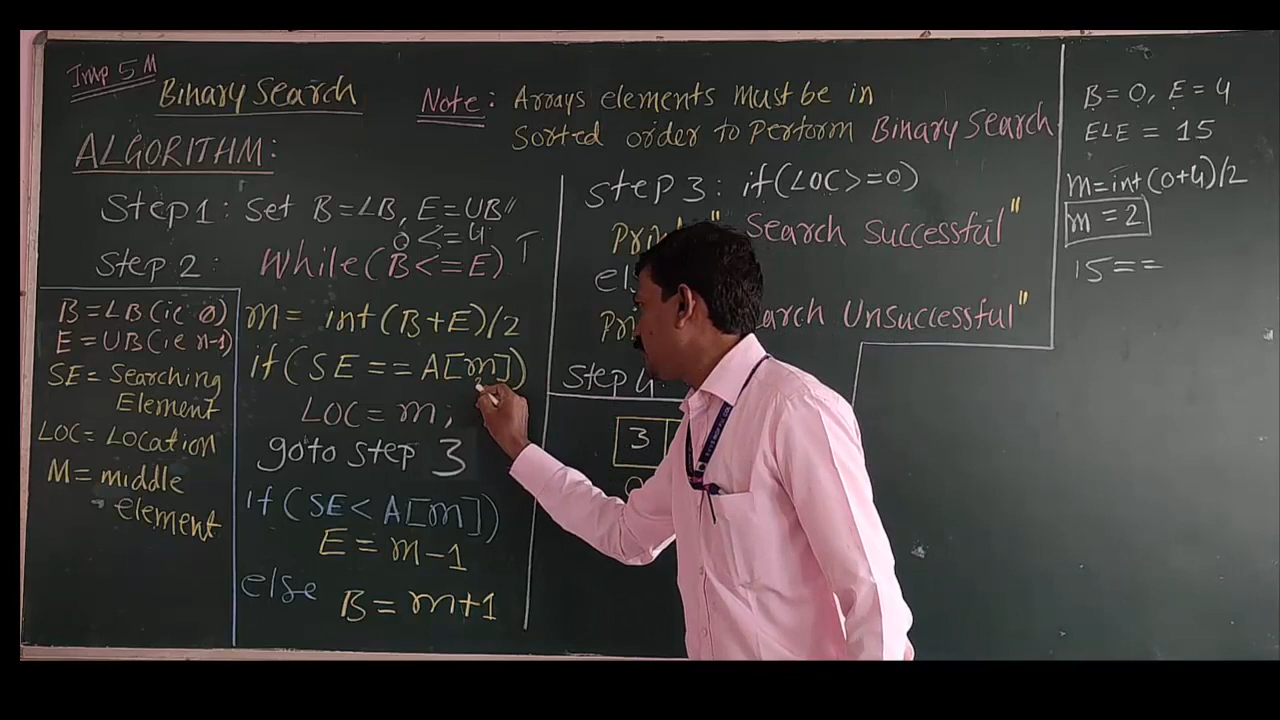 Imp 5 M
Binary Search
Note: Arrays elements must be in
Sorted order to Perform Binary Search
ALGORITHM:
Step 1: Set B=LB, E=UB"
0<=4
Step 2: While(B<=E) T
B=LB(ie 0)
E=UB(ie n-1)
SE=Searching
Element
LOC=Location
M=middle
element
m= int(B+E)/2
if(SE==A[m])
LOC=m;
goto step 3
if(SE<A[m])
E=m-1
else B=m+1
Step 3: if(LOC>=0)
"Search Successful"
Unsuccessful"
Step 4:
3
B=0, E=4
ELE=15
m=int(0+4)/2
m=2
15==